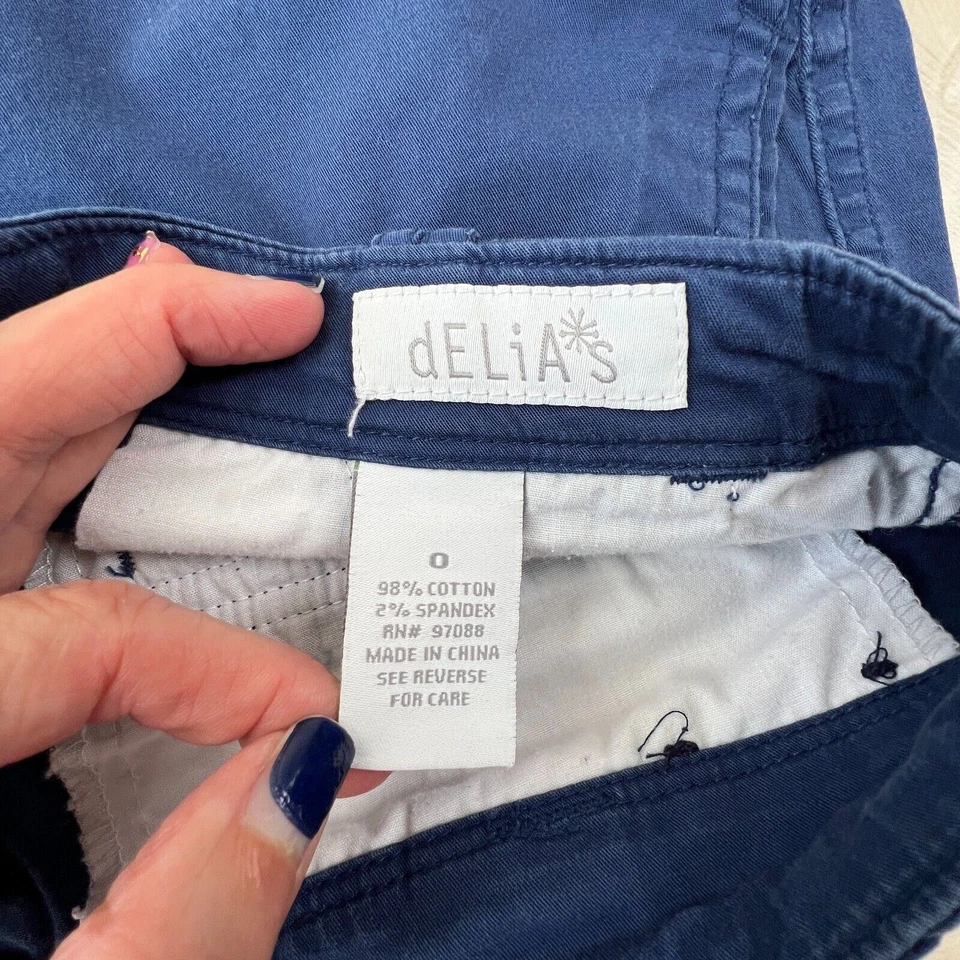 dELiA*s
0
98% COTTON
2% SPANDEX
RN# 97088
MADE IN CHINA
SEE REVERSE
FOR CARE